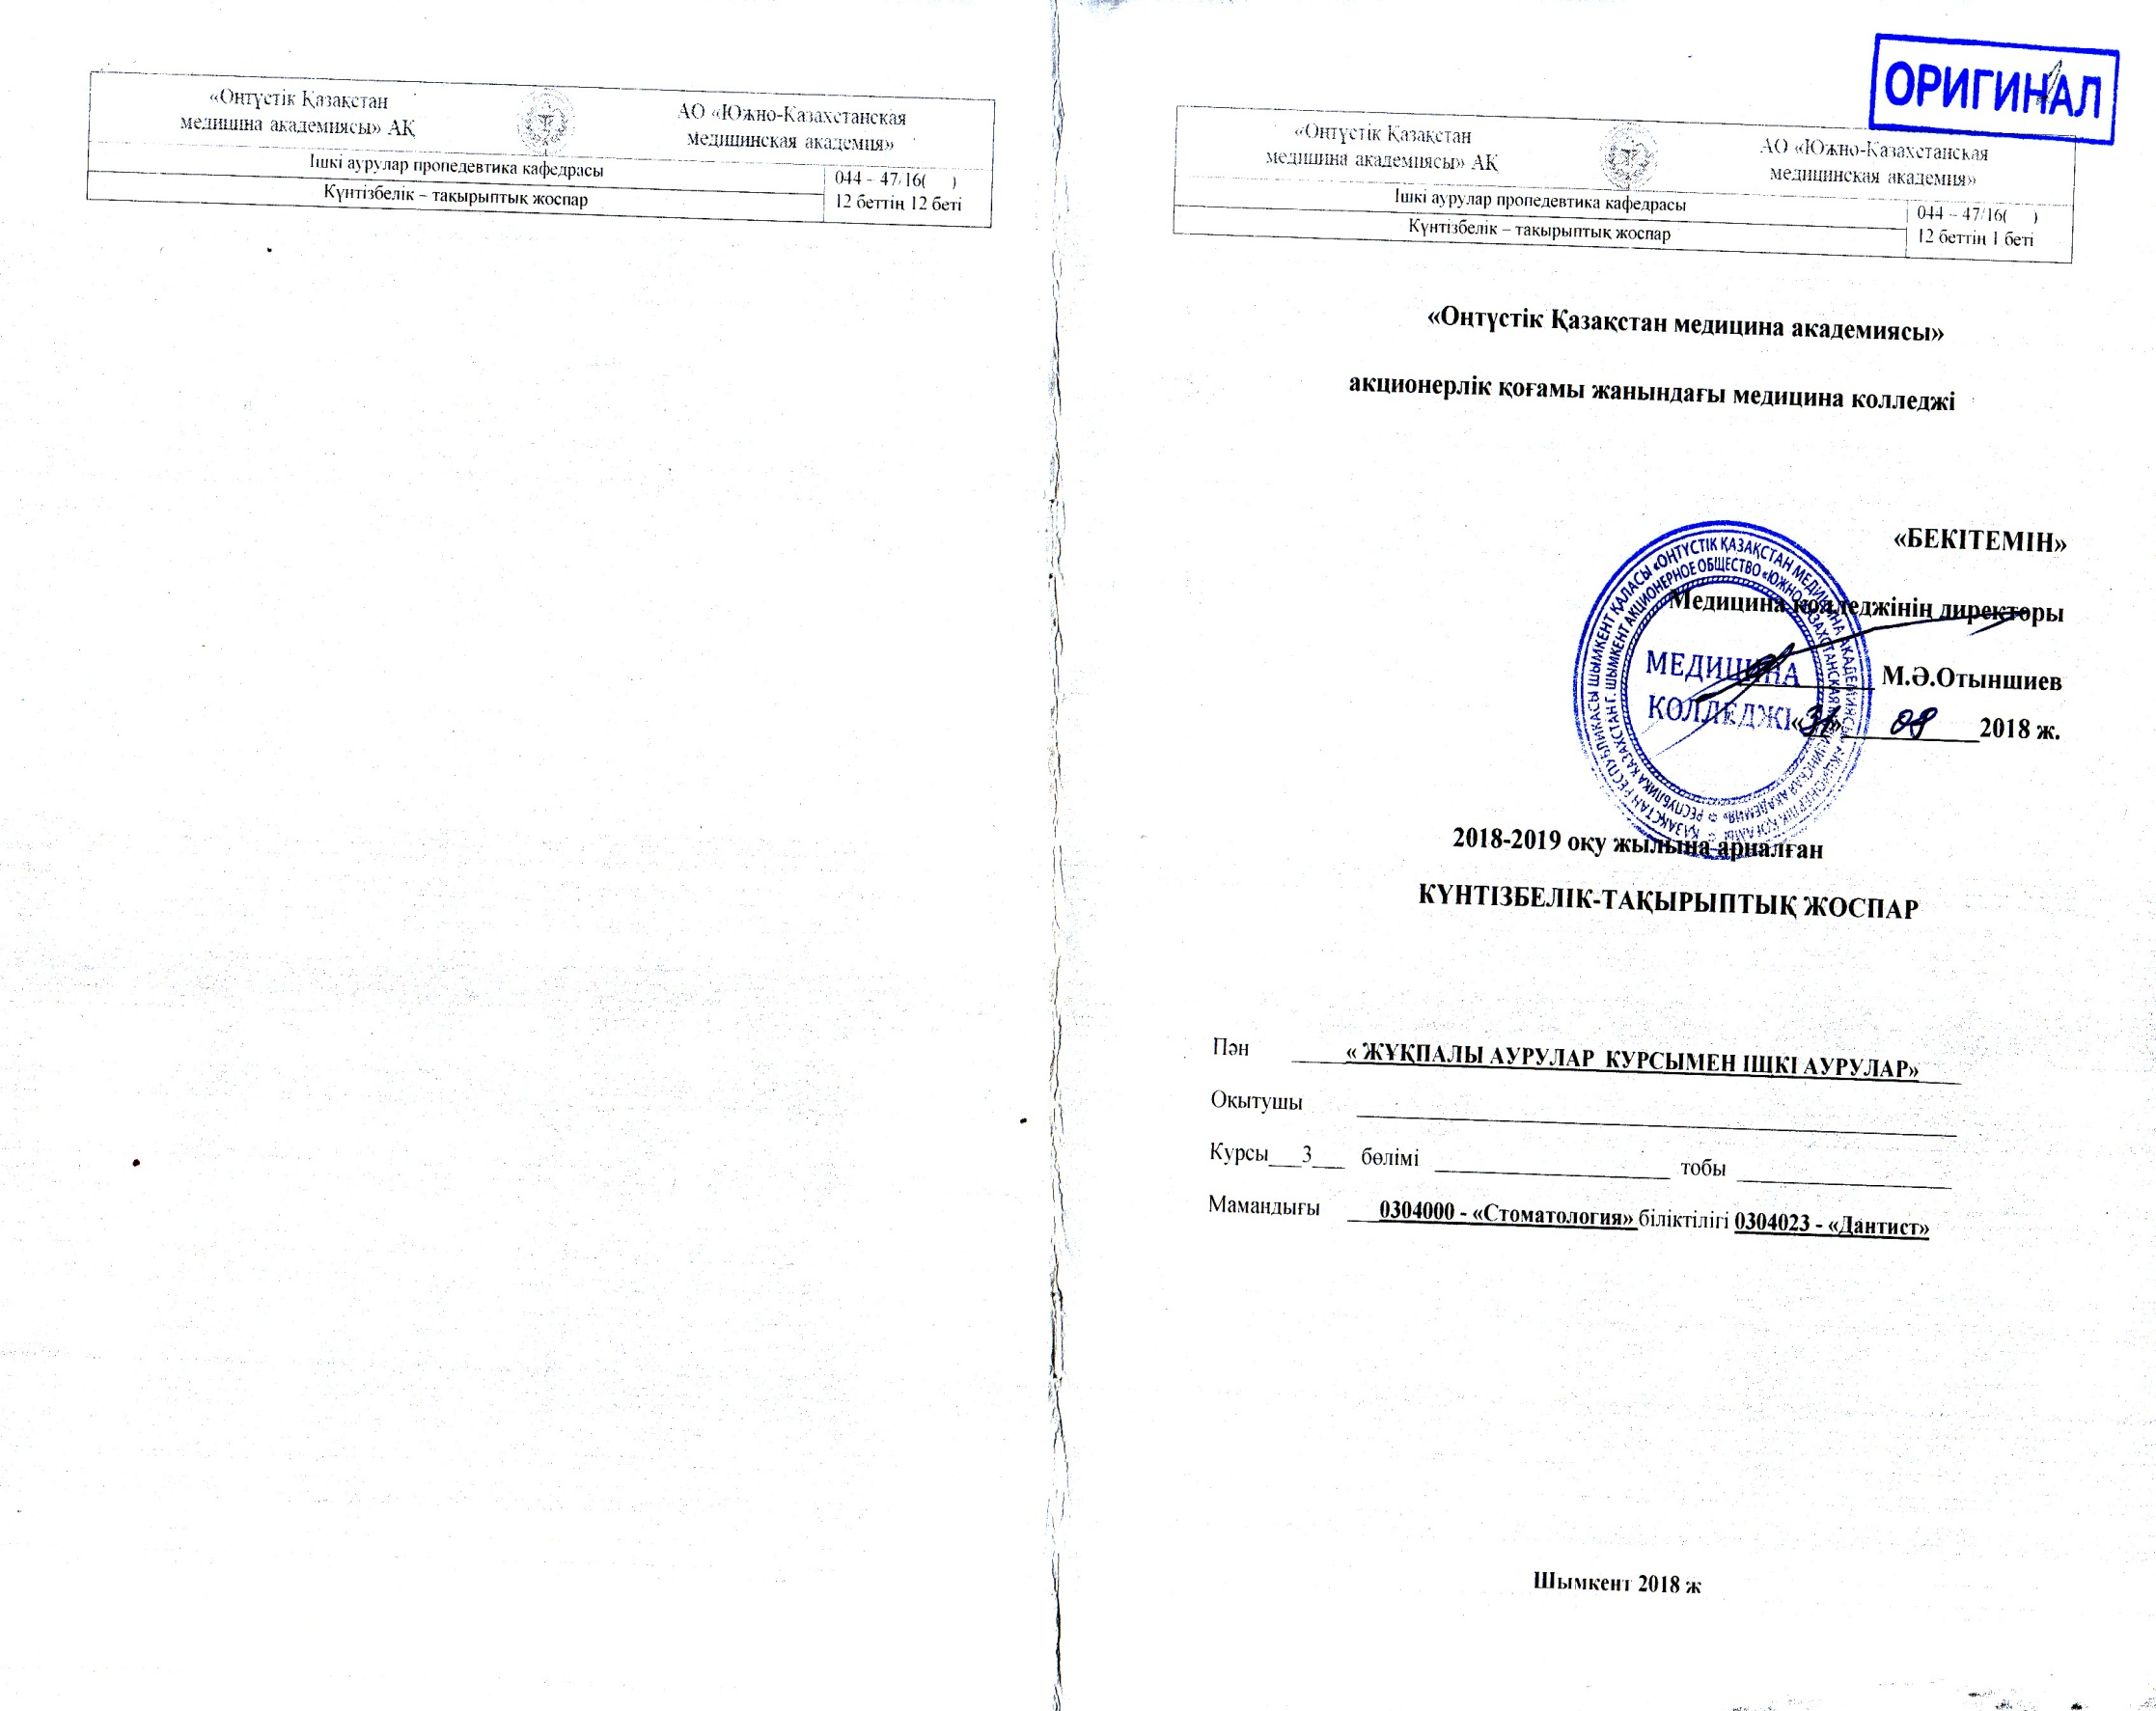 «Оңтүстік Қазақстан
медицина академиясы» АҚ
АО «Южно-Казахстанская
медицинская академия»
Ішкі аурулар пропедевтика кафедрасы
044 - 47/16( )
Күнтізбелік – тақырыптық жоспар
12 беттің 12 беті
ОРИГИНАЛ
«Оңтүстік Қазақстан
медицина академиясы» АҚ
АО «Южно-Казахстанская
медицинская академия»
Ішкі аурулар пропедевтика кафедрасы
044 – 47/16( )
Күнтізбелік – тақырыптық жоспар
12 беттің 1 беті
«Оңтүстік Қазақстан медицина академиясы»
акционерлік қоғамы жанындағы медицина колледжі
«БЕКІТЕМІН»
Медицина колледжінің директоры
М.Ә.Отыншиев
«31» 08 2018 ж.
МЕДИЦИНА
КОЛЛЕДЖІ
2018-2019 оқу жылына арналған
КҮНТІЗБЕЛІК-ТАҚЫРЫПТЫҚ ЖОСПАР
Пән « ЖҰҚПАЛЫ АУРУЛАР КУРСЫМЕН ІШКІ АУРУЛАР»
Оқытушы
Курсы___3___ бөлімі ____ тобы ____
Мамандығы 0304000 - «Стоматология» біліктілігі 0304023 - «Дантист»
Шымкент 2018 ж